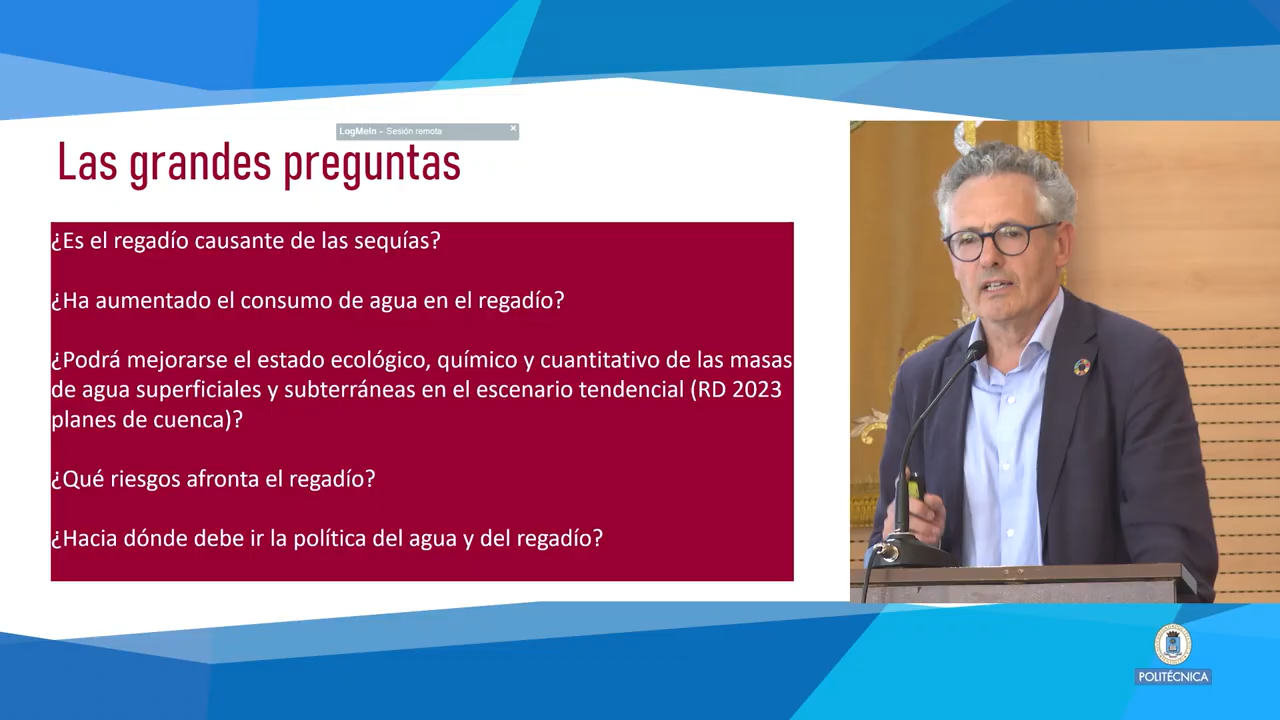 LogMeIn - Sesión remota
Las grandes preguntas
¿Es el regadío causante de las sequías?
¿Ha aumentado el consumo de agua en el regadío?
¿Podrá mejorarse el estado ecológico, químico y cuantitativo de las masas
de agua superficiales y subterráneas en el escenario tendencial (RD 2023
planes de cuenca)?
¿Qué riesgos afronta el regadío?
¿Hacia dónde debe ir la política del agua y del regadío?
POLITÉCNICA